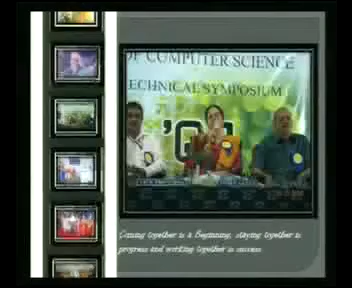 OF COMPUTER SCIENCE
TECHNICAL SYMPOSIUM
Coming together is a Beginning, staying together is
progress and working together is success